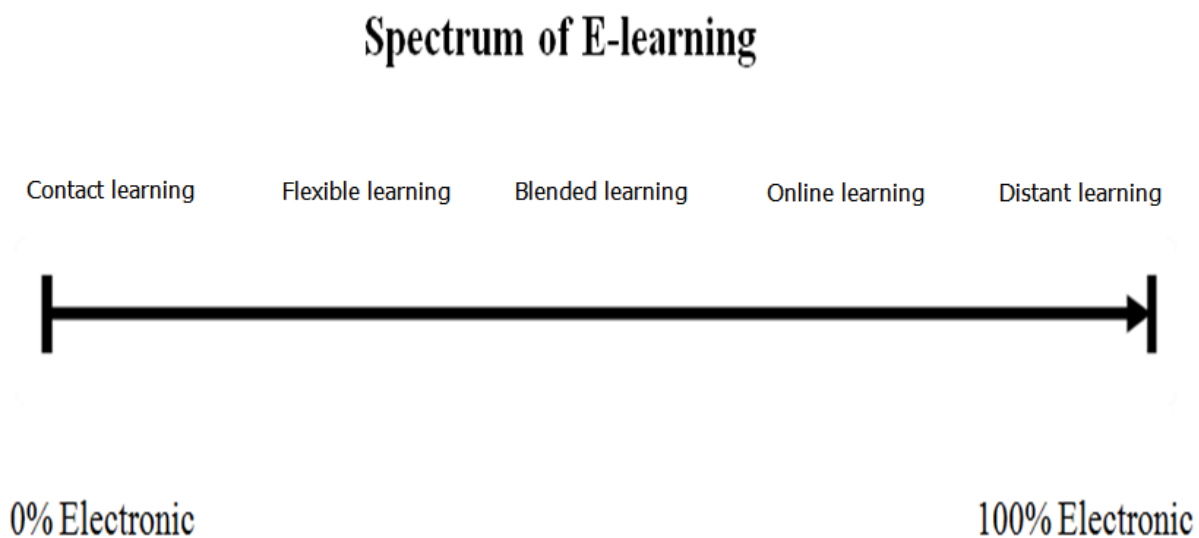 Spectrum of E-learning
Contact learning Flexible learning Blended learning Online learning Distant learning
0% Electronic 100% Electronic